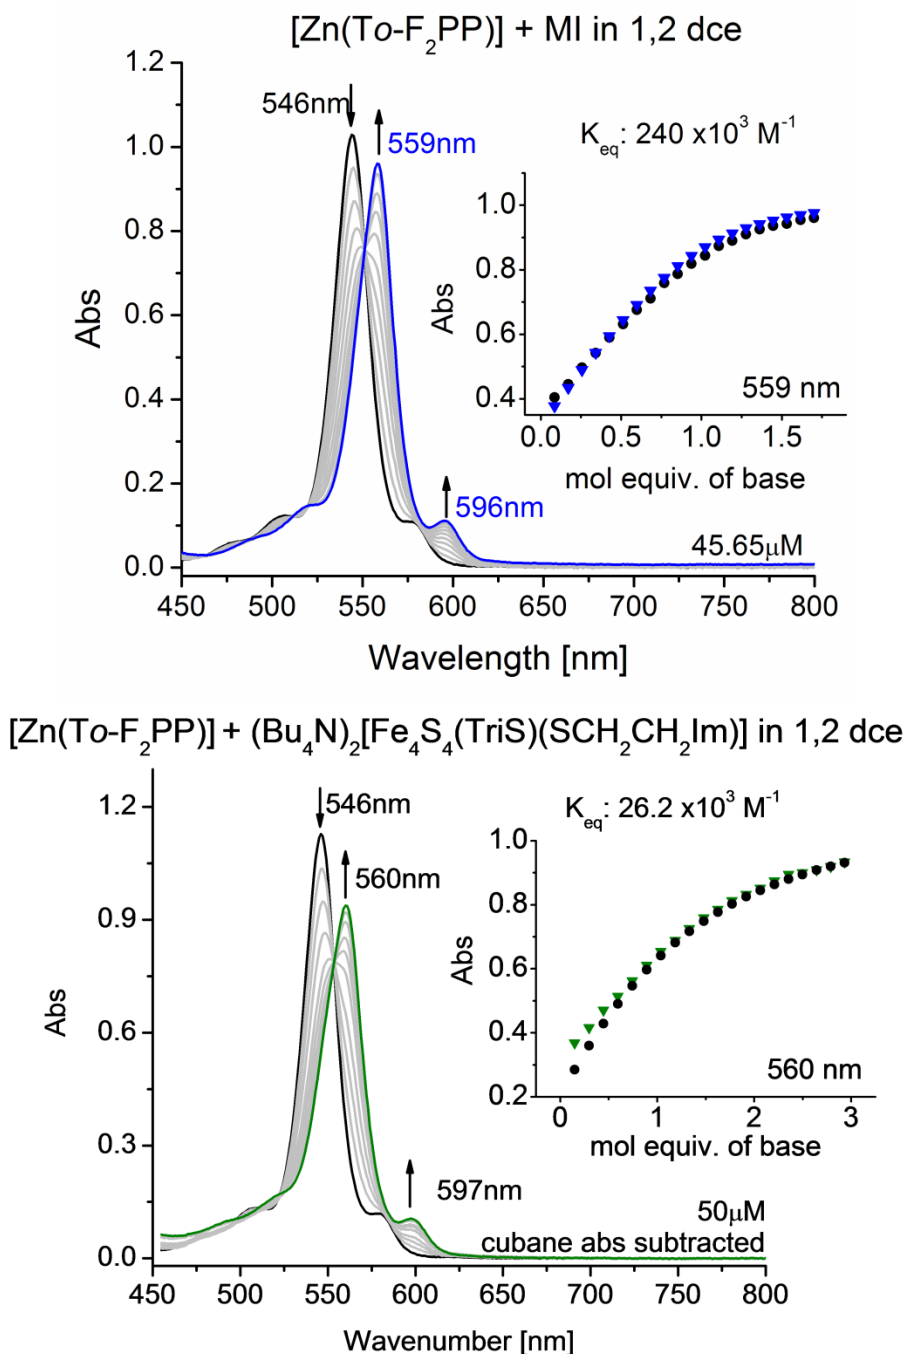 [Zn(To-F₂PP)] + MI in 1,2 dce
1.2
1.0
0.8
0.6
0.4
0.2
0.0
Abs
546nm
559nm
596nm
K_eq: 240 x10³ M⁻¹
1.0
0.8
0.6
0.4
Abs
559 nm
0.0 0.5 1.0 1.5
mol equiv. of base
45.65μM
450 500 550 600 650 700 750 800
Wavelength [nm]
[Zn(To-F₂PP)] + (Bu₄N)₂[Fe₄S₄(TriS)(SCH₂CH₂Im)] in 1,2 dce
1.2
0.9
0.6
0.3
0.0
Abs
546nm
560nm
597nm
K_eq: 26.2 x10³ M⁻¹
1.0
0.8
0.6
0.4
0.2
Abs
560 nm
0 1 2 3
mol equiv. of base
50μM
cubane abs subtracted
450 500 550 600 650 700 750 800
Wavenumber [nm]